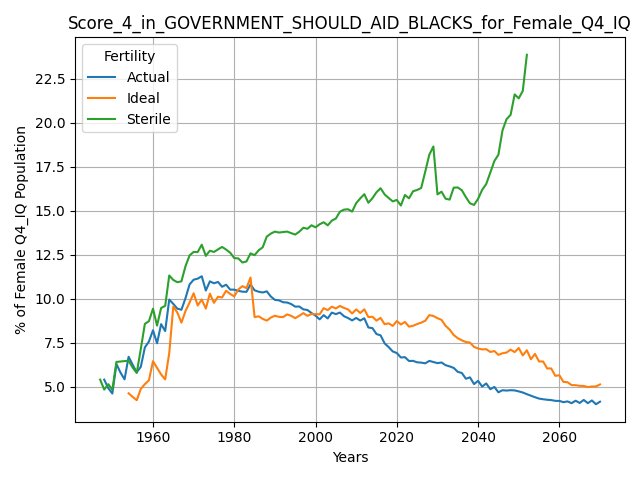 Score_4_in_GOVERNMENT_SHOULD_AID_BLACKS_for_Female_Q4_IQ
Fertility
Actual
Ideal
Sterile
% of Female Q4_IQ Population
22.5
20.0
17.5
15.0
12.5
10.0
7.5
5.0
1960 1980 2000 2020 2040 2060
Years